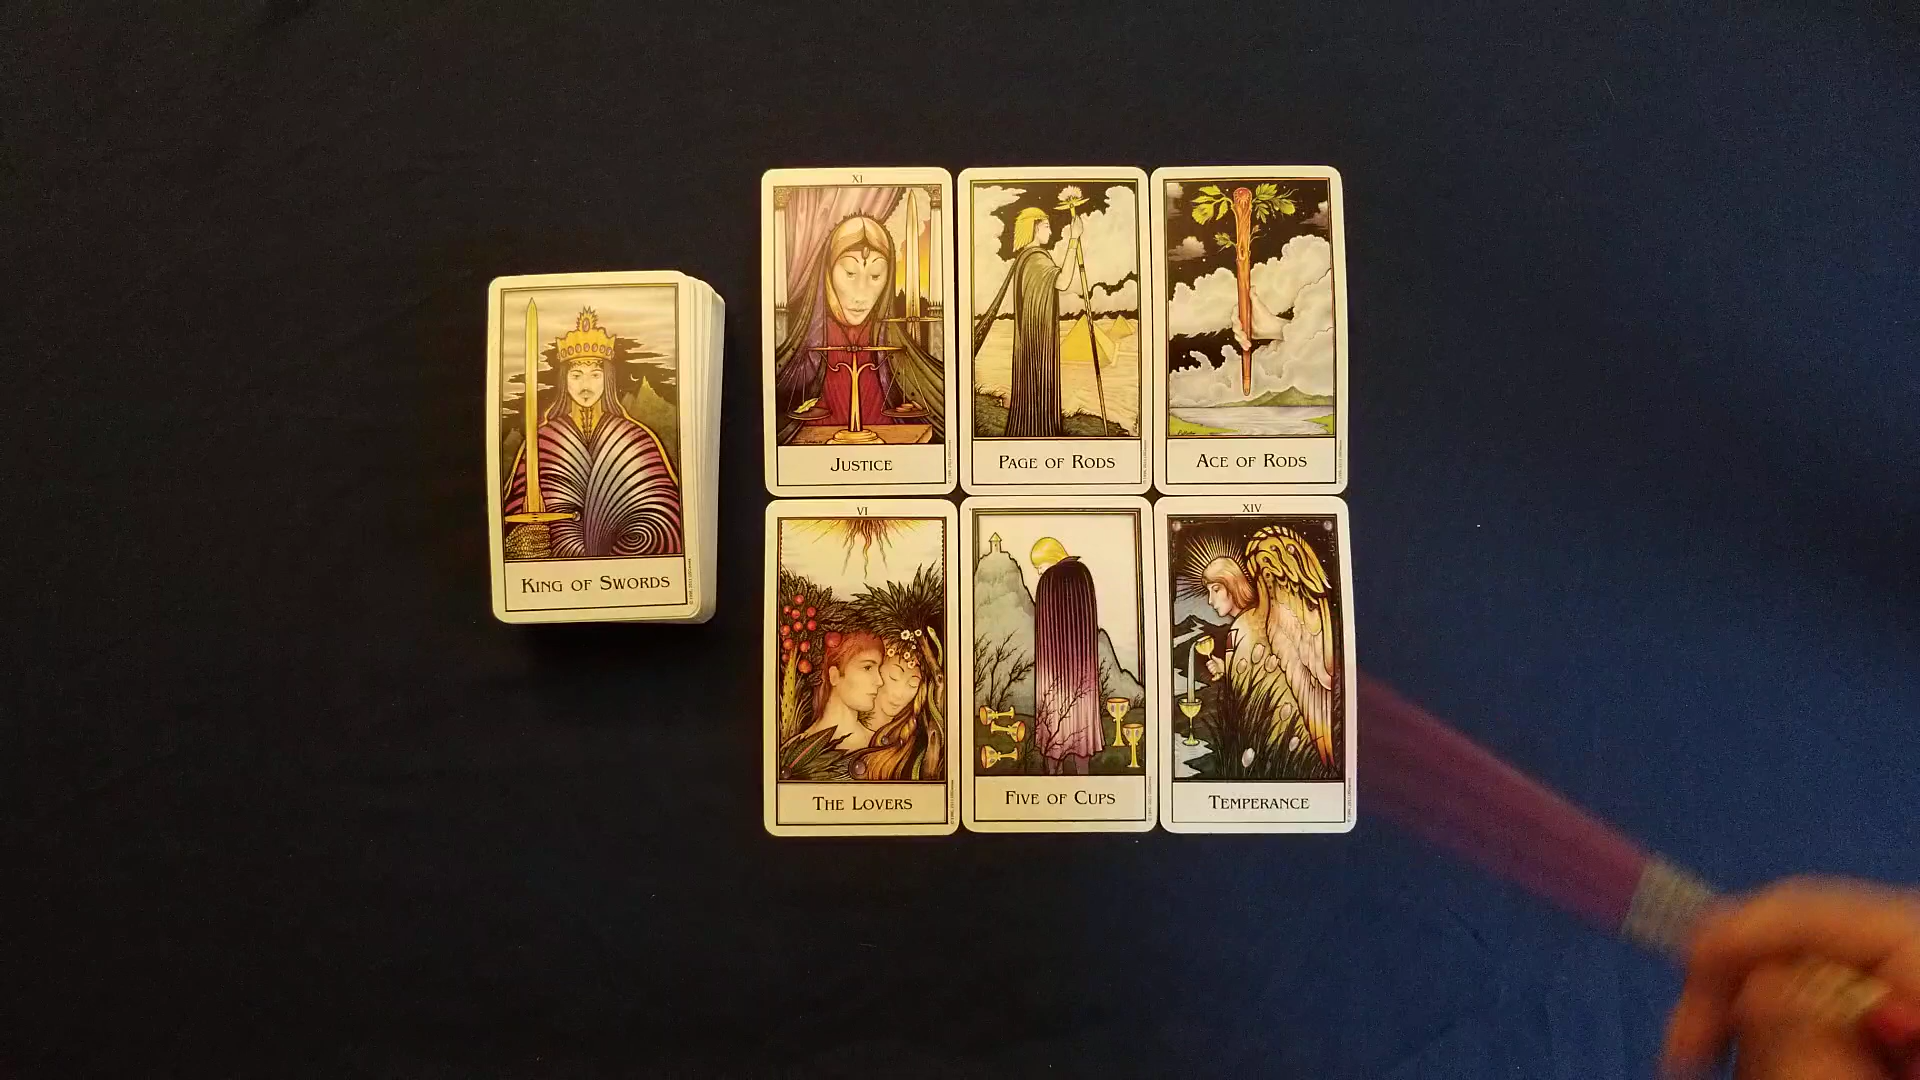 KING OF SWORDS
XI
JUSTICE
PAGE OF RODS
ACE OF RODS
VI
THE LOVERS
FIVE OF CUPS
XIV
TEMPERANCE